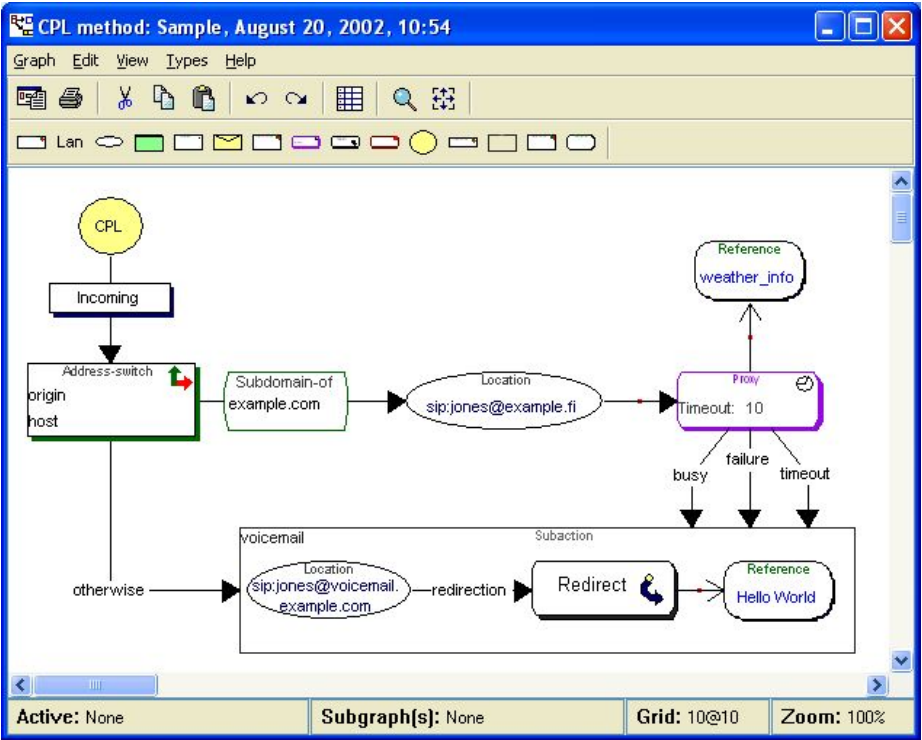 CPL method: Sample, August 20, 2002, 10:54
Graph Edit View Types Help
Lan
CPL
Incoming
Address-switch
origin
host
Subdomain-of
example.com
Location
sip:jones@example.fi
Reference
weather_info
Proxy
Timeout: 10
busy
failure
timeout
otherwise
voicemail
Subaction
Location
sip:jones@voicemail.
example.com
redirection
Redirect
Reference
Hello World
Active: None
Subgraph(s): None
Grid: 10@10
Zoom: 100%